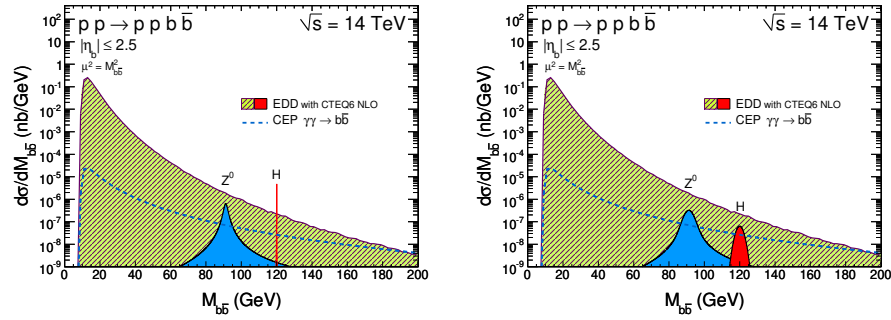 p p → p p b b̅ √s = 14 TeV
|η_b| ≤ 2.5
μ² = M²_bb̅
EDD with CTEQ6 NLO
CEP γγ → bb̅
Z⁰
H
dσ/dM_bb̅ (nb/GeV)
10²
10
1
10⁻¹
10⁻²
10⁻³
10⁻⁴
10⁻⁵
10⁻⁶
10⁻⁷
10⁻⁸
10⁻⁹
0 20 40 60 80 100 120 140 160 180 200
M_bb̅ (GeV)
p p → p p b b̅ √s = 14 TeV
|η_b| ≤ 2.5
μ² = M²_bb̅
EDD with CTEQ6 NLO
CEP γγ → bb̅
Z⁰
H
dσ/dM_bb̅ (nb/GeV)
10²
10
1
10⁻¹
10⁻²
10⁻³
10⁻⁴
10⁻⁵
10⁻⁶
10⁻⁷
10⁻⁸
10⁻⁹
0 20 40 60 80 100 120 140 160 180 200
M_bb̅ (GeV)